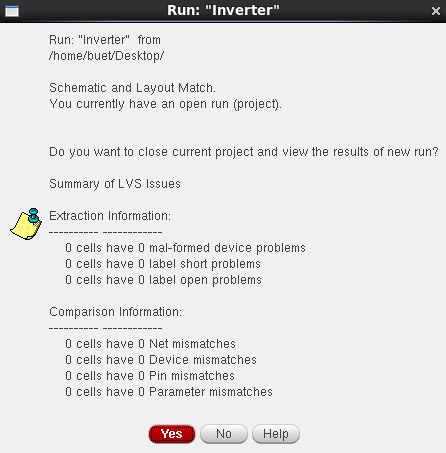 Run: "Inverter"
Run: "Inverter" from
/home/buet/Desktop/
Schematic and Layout Match.
You currently have an open run (project).
Do you want to close current project and view the results of new run?
Summary of LVS Issues
Extraction Information:
---------- ------------
0 cells have 0 mal-formed device problems
0 cells have 0 label short problems
0 cells have 0 label open problems
Comparison Information:
---------- ------------
0 cells have 0 Net mismatches
0 cells have 0 Device mismatches
0 cells have 0 Pin mismatches
0 cells have 0 Parameter mismatches
Yes No Help